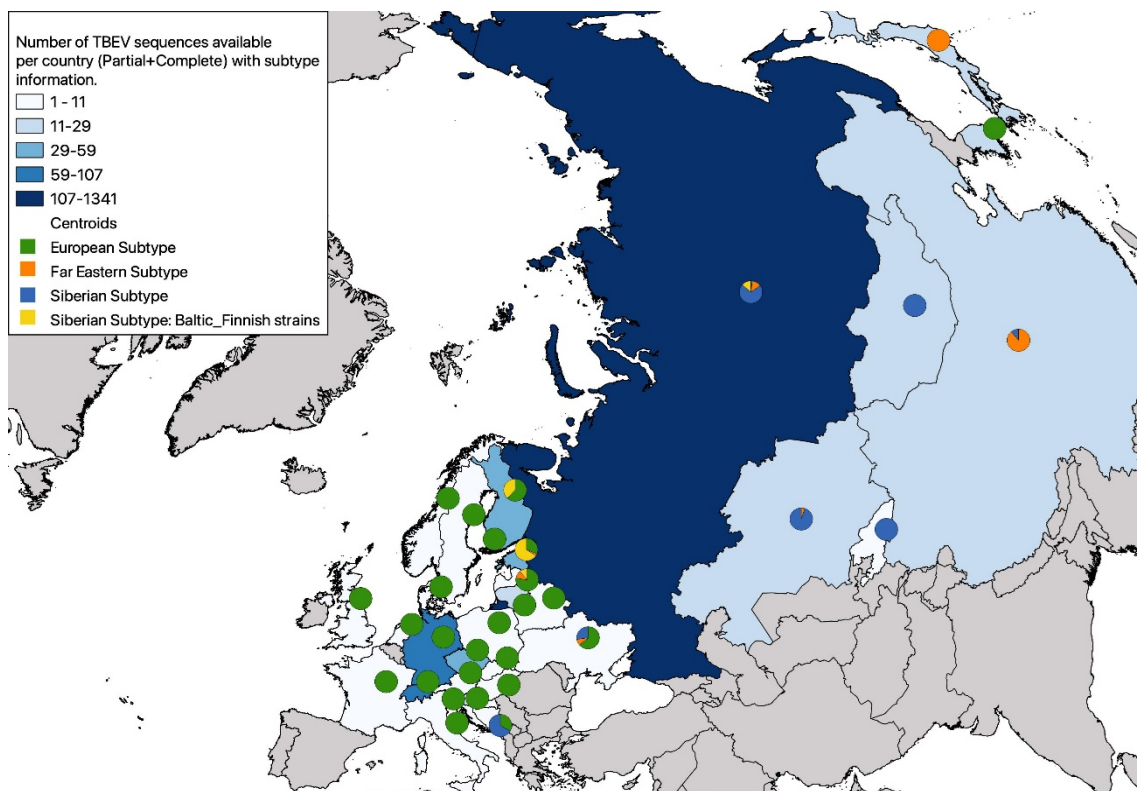 Number of TBEV sequences available
per country (Partial+Complete) with subtype
information.
1 - 11
11-29
29-59
59-107
107-1341
Centroids
European Subtype
Far Eastern Subtype
Siberian Subtype
Siberian Subtype: Baltic_Finnish strains